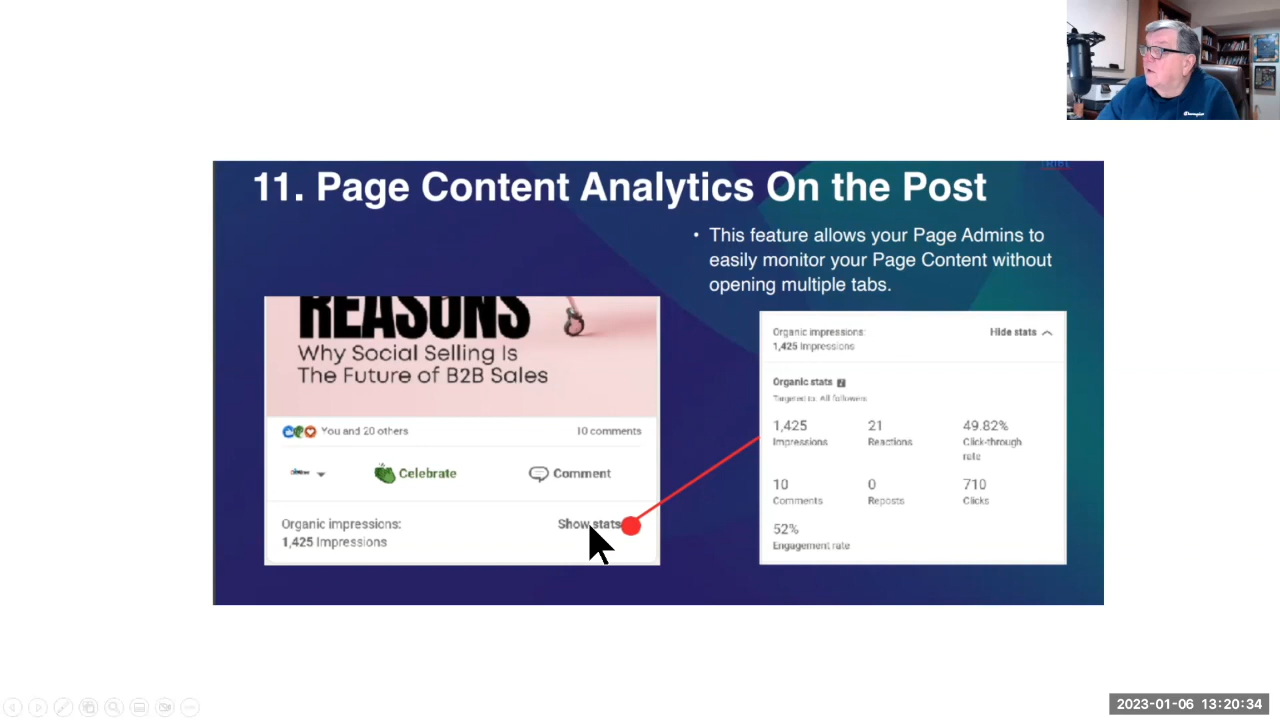 11. Page Content Analytics On the Post
• This feature allows your Page Admins to
easily monitor your Page Content without
opening multiple tabs.
REASONS
Why Social Selling Is
The Future of B2B Sales
You and 20 others
10 comments
Celebrate
Comment
Organic impressions:
Show stats
1,425 Impressions
Organic impressions:
Hide stats
1,425 Impressions
Organic stats
Targeted to: All followers
1,425
21
49.82%
Impressions
Reactions
Click-through
rate
10
0
710
Comments
Reposts
Clicks
52%
Engagement rate
Champion
2023-01-06 13:20:34